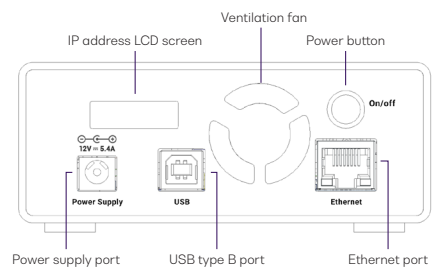 Ventilation fan
IP address LCD screen
Power button
On/off
12V ⎓ 5.4A
Power Supply
USB
Ethernet
Power supply port
USB type B port
Ethernet port